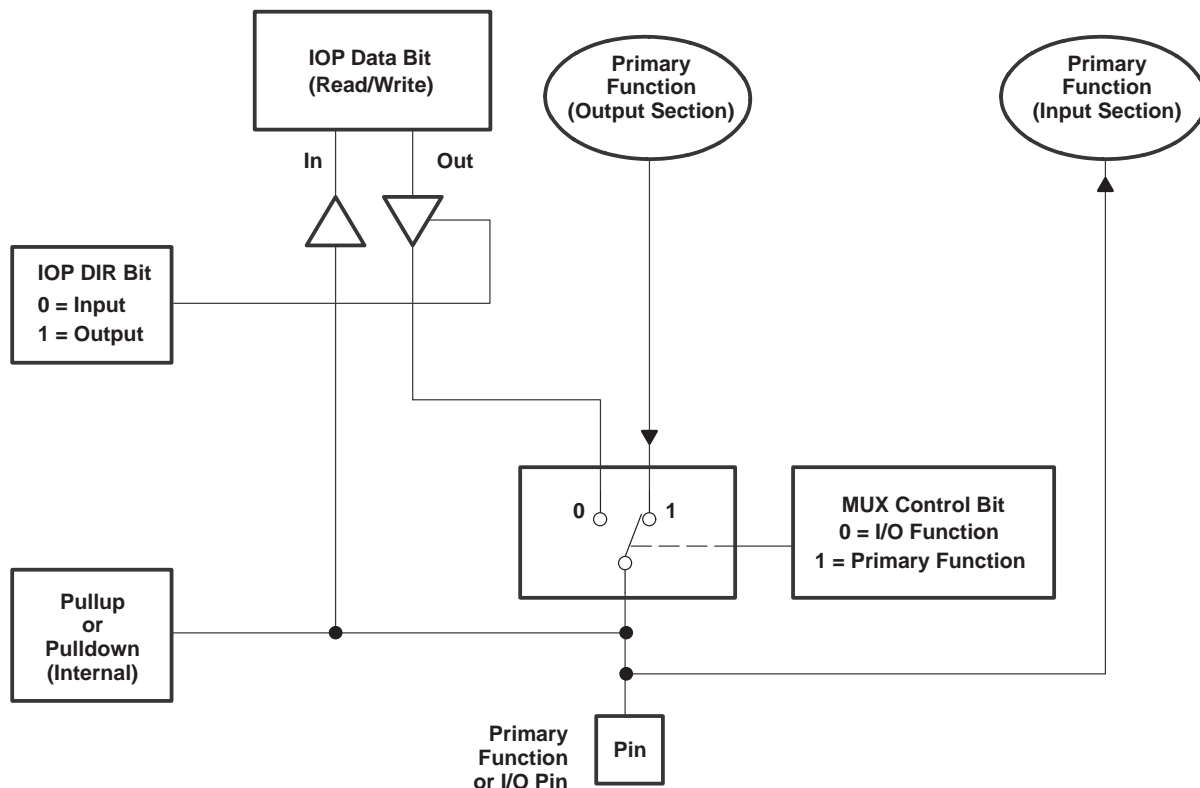 IOP Data Bit
(Read/Write)
Primary
Function
(Output Section)
Primary
Function
(Input Section)
In
Out
IOP DIR Bit
0 = Input
1 = Output
0
1
MUX Control Bit
0 = I/O Function
1 = Primary Function
Pullup
or
Pulldown
(Internal)
Primary
Function
or I/O Pin
Pin